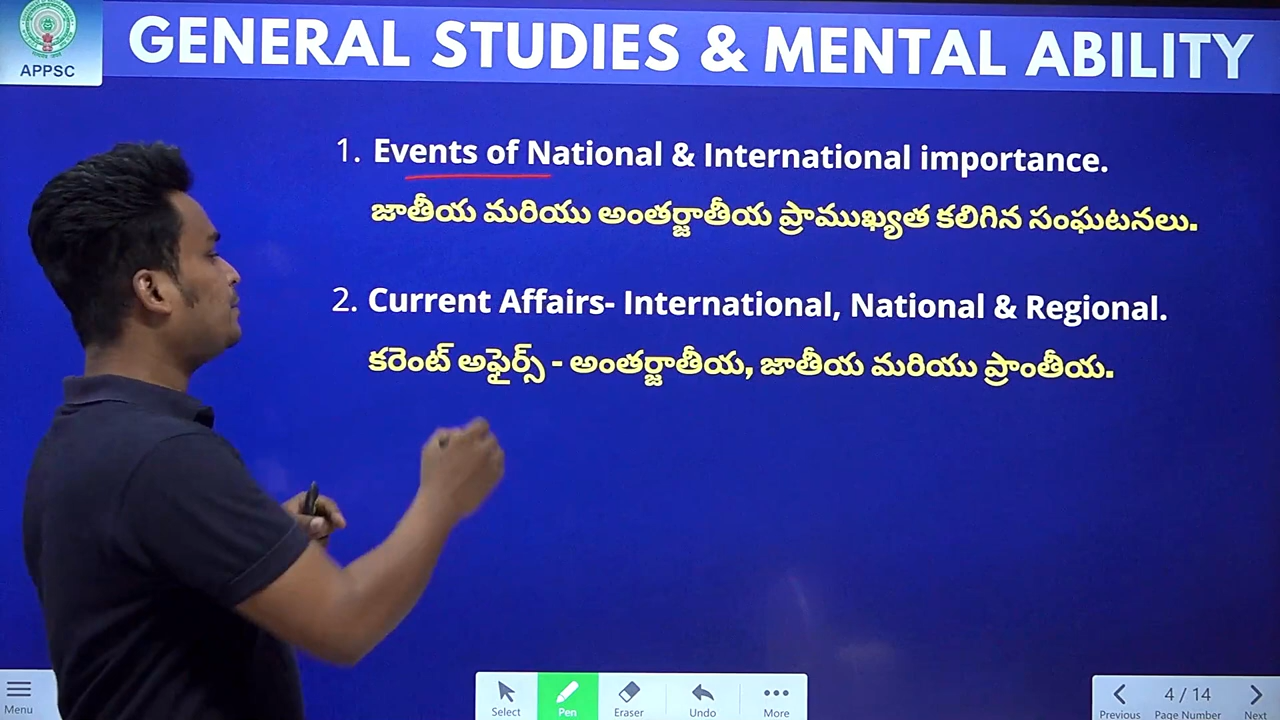 APPSC
GENERAL STUDIES & MENTAL ABILITY
1. Events of National & International importance.
జాతీయ మరియు అంతర్జాతీయ ప్రాముఖ్యత కలిగిన సంఘటనలు.
2. Current Affairs- International, National & Regional.
కరెంట్ అఫైర్స్ - అంతర్జాతీయ, జాతీయ మరియు ప్రాంతీయ.
Menu
Select Pen Eraser Undo More
4 / 14
Previous Page Number Next